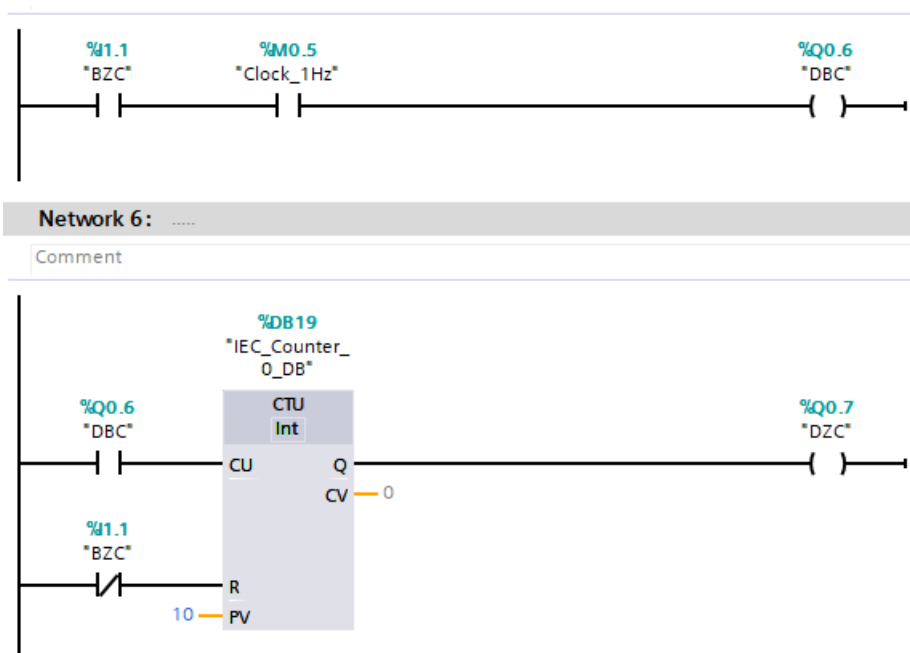 %I1.1 %M0.5 %Q0.6
"BZC" "Clock_1Hz" "DBC"
Network 6: .....
Comment
%DB19
"IEC_Counter_
0_DB"
%Q0.6 CTU %Q0.7
"DBC" Int "DZC"
CU Q
CV 0
%I1.1
"BZC"
R
10 PV